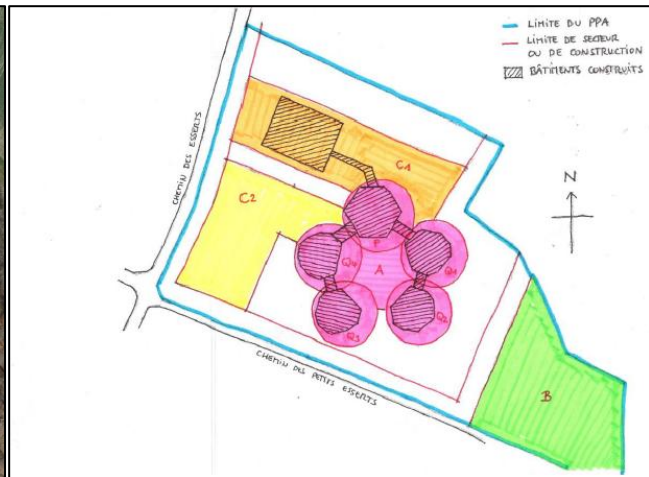 LIMITE DU PPA
LIMITE DE SECTEUR
OU DE CONSTRUCTION
BÂTIMENTS CONSTRUITS
CHEMIN DES ESSERTS
C1
N
C2
P
Q4
A
Q1
Q3
Q2
CHEMIN DES PETITS ESSERTS
B